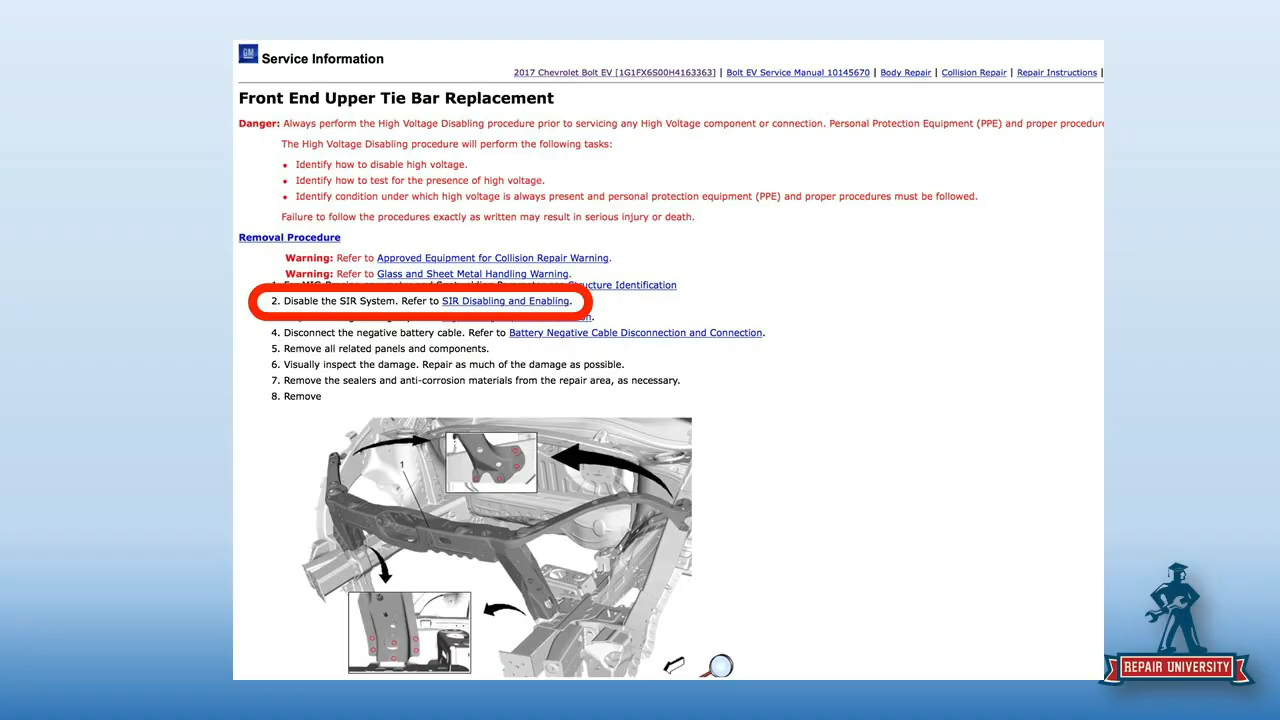 GM Service Information
2017 Chevrolet Bolt EV [1G1FX6S00H4163363] | Bolt EV Service Manual 10145670 | Body Repair | Collision Repair | Repair Instructions |
Front End Upper Tie Bar Replacement
Danger: Always perform the High Voltage Disabling procedure prior to servicing any High Voltage component or connection. Personal Protection Equipment (PPE) and proper procedure
The High Voltage Disabling procedure will perform the following tasks:
• Identify how to disable high voltage.
• Identify how to test for the presence of high voltage.
• Identify condition under which high voltage is always present and personal protection equipment (PPE) and proper procedures must be followed.
Failure to follow the procedures exactly as written may result in serious injury or death.
Removal Procedure
Warning: Refer to Approved Equipment for Collision Repair Warning.
Warning: Refer to Glass and Sheet Metal Handling Warning.
Structure Identification
2. Disable the SIR System. Refer to SIR Disabling and Enabling.
4. Disconnect the negative battery cable. Refer to Battery Negative Cable Disconnection and Connection.
5. Remove all related panels and components.
6. Visually inspect the damage. Repair as much of the damage as possible.
7. Remove the sealers and anti-corrosion materials from the repair area, as necessary.
8. Remove
1
REPAIR UNIVERSITY